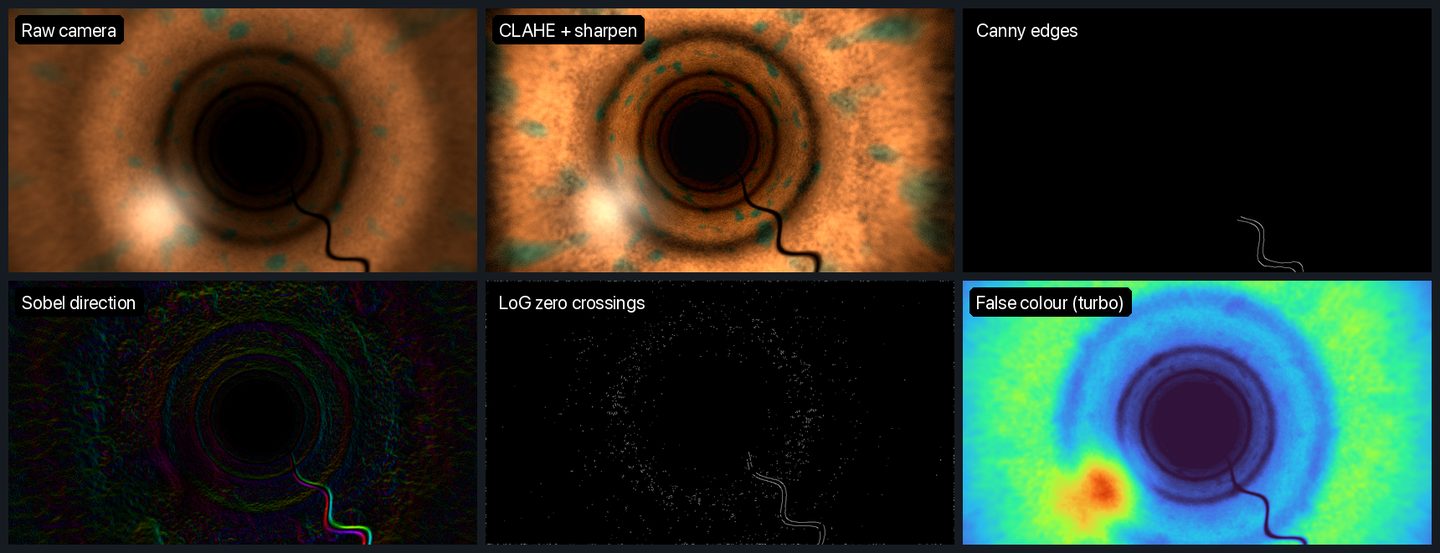 Raw camera
CLAHE + sharpen
Canny edges
Sobel direction
LoG zero crossings
False colour (turbo)